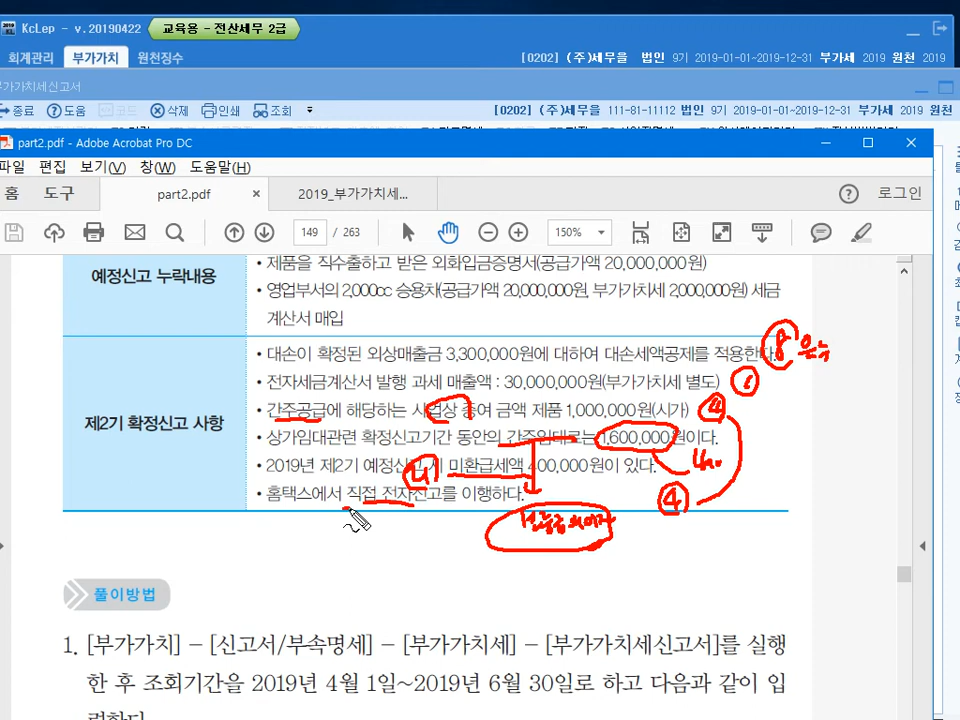 KcLep - v.20190422 교육용 - 전산세무 2급
회계관리 부가가치 원천징수 [0202] (주)세무을 법인 9기 2019-01-01~2019-12-31 부가세 2019 원천 2019
부가가치세신고서
종료 도움 코드 삭제 인쇄 조회 [0202] (주)세무을 111-81-11112 법인 9기 2019-01-01~2019-12-31 부가세 2019 원천
part2.pdf - Adobe Acrobat Pro DC
파일 편집 보기(V) 창(W) 도움말(H)
홈 도구 part2.pdf × 2019_부가가치세... 로그인
149 / 263 150%
예정신고 누락내용
• 제품을 직수출하고 받은 외화입금증명서(공급가액 20,000,000원)
• 영업부서의 2,000cc 승용차(공급가액 20,000,000원, 부가가치세 2,000,000원) 세금
계산서 매입
제2기 확정신고 사항
• 대손이 확정된 외상매출금 3,300,000원에 대하여 대손세액공제를 적용한다.
• 전자세금계산서 발행 과세 매출액 : 30,000,000원(부가가치세 별도)
• 간주공급에 해당하는 사업상 증여 금액 제품 1,000,000원(시가)
• 상가임대관련 확정신고기간 동안의 간주임대료는 1,600,000원이다.
• 2019년 제2기 예정신고 시 미환급세액 400,000원이 있다.
• 홈택스에서 직접 전자신고를 이행하다.
8
1
4
4
21
풀이방법
1. [부가가치] - [신고서/부속명세] - [부가가치세] - [부가가치세신고서]를 실행
한 후 조회기간을 2019년 4월 1일~2019년 6월 30일로 하고 다음과 같이 입
력한다.